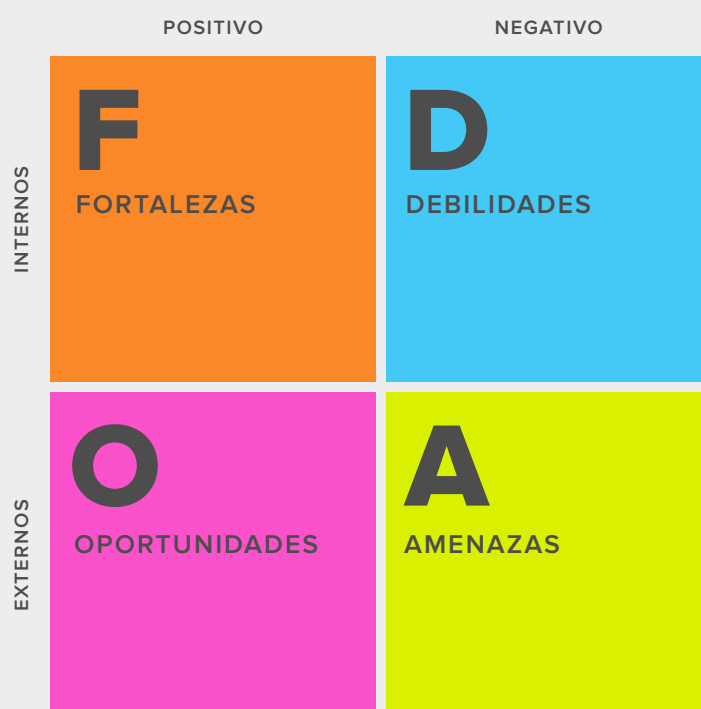 POSITIVO
NEGATIVO
INTERNOS
F
FORTALEZAS
D
DEBILIDADES
EXTERNOS
O
OPORTUNIDADES
A
AMENAZAS